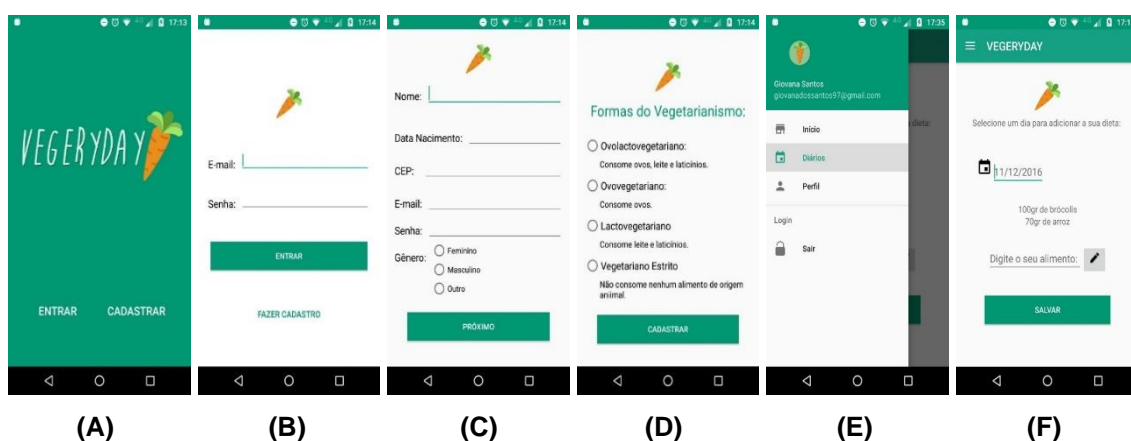 17:13
VEGERYDAY
ENTRAR CADASTRAR
(A)
17:14
E-mail:
Senha:
ENTRAR
FAZER CADASTRO
(B)
17:14
Nome:
Data Nacimento:
CEP:
E-mail:
Senha:
Gênero:
Feminino
Masculino
Outro
PRÓXIMO
(C)
17:14
Formas do Vegetarianismo:
Ovolactovegetariano:
Consome ovos, leite e laticínios.
Ovovegetariano:
Consome ovos.
Lactovegetariano
Consome leite e laticínios.
Vegetariano Estrito
Não consome nenhum alimento de origem
animal.
CADASTRAR
(D)
17:35
Giovana Santos
giovanadossantos97@gmail.com
dieta:
Início
Diários
Perfil
Login
Sair
(E)
VEGERYDAY
Selecione um dia para adicionar a sua dieta:
11/12/2016
100gr de brócolis
70gr de arroz
Digite o seu alimento:
SALVAR
(F)